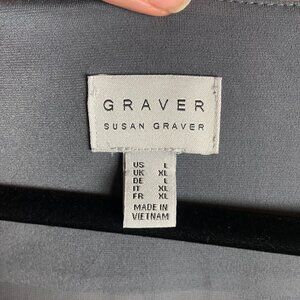 GRAVER
SUSAN GRAVER
US L
UK XL
DE L
IT XL
FR XL
MADE IN
VIETNAM